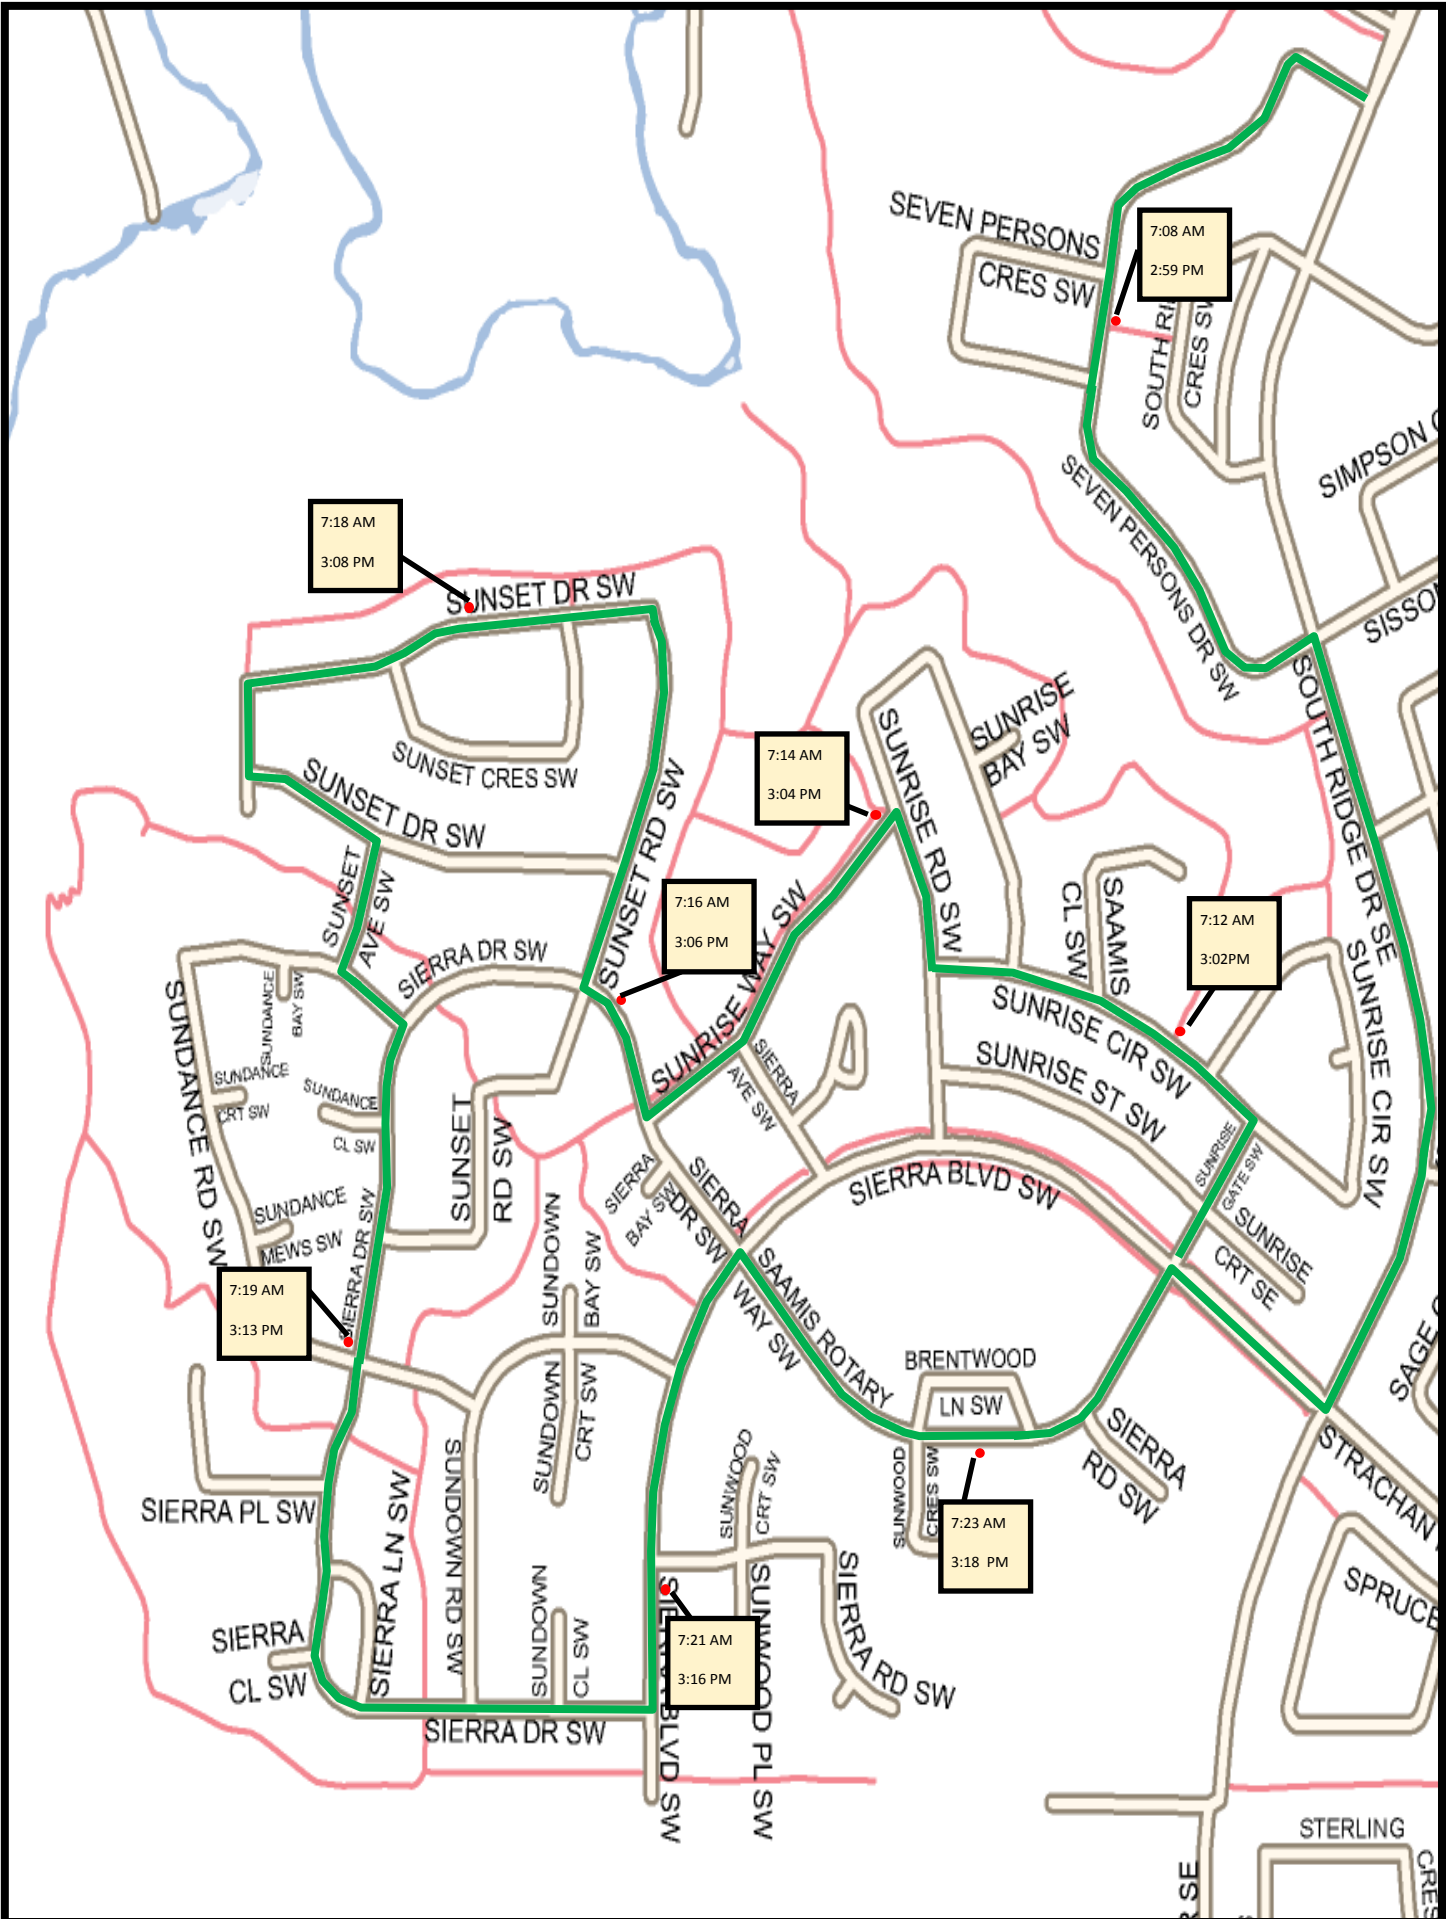 SEVEN PERSONS
CRES SW
7:08 AM
2:59 PM
CRES SW
SEVEN PERSONS DR SW
7:18 AM
3:08 PM
SUNSET DR SW
SUNSET CRES SW
SUNSET DR SW
SUNSET
AVE SW
SUNSET RD SW
7:14 AM
3:04 PM
SUNRISE RD SW
SUNRISE
BAY SW
SOUTH RIDGE DR SE
7:16 AM
3:06 PM
SUNRISE WAY SW
SAAMIS
CL SW
7:12 AM
3:02PM
SUNRISE CIR SW
SUNRISE CIR SW
SUNRISE ST SW
SUNRISE
GATE SW
SUNRISE
CRT SE
SIERRA DR SW
SUNDANCE
BAY SW
SUNDANCE
CRT SW
SUNDANCE
CL SW
SUNDANCE RD SW
SUNDANCE
MEWS SW
SIERRA DR SW
SUNSET
RD SW
SIERRA
AVE SW
SIERRA BLVD SW
SIERRA
BAY SW
SIERRA
DR SW
7:19 AM
3:13 PM
SUNDOWN
BAY SW
SUNDOWN
CRT SW
SAAMIS ROTARY
WAY SW
BRENTWOOD
LN SW
SIERRA
RD SW
SUNWOOD
CRES SW
7:23 AM
3:18 PM
SUNWOOD
CRT SW
SIERRA PL SW
SIERRA LN SW
SUNDOWN RD SW
SUNDOWN
CL SW
SIERRA
CL SW
SIERRA DR SW
7:21 AM
3:16 PM
BLVD SW
SUNWOOD PL SW
SIERRA RD SW
STRACHAN
SPRUCE
STERLING
SIMPSON
SISSON
SAGE
SOUTH
CRES
SE